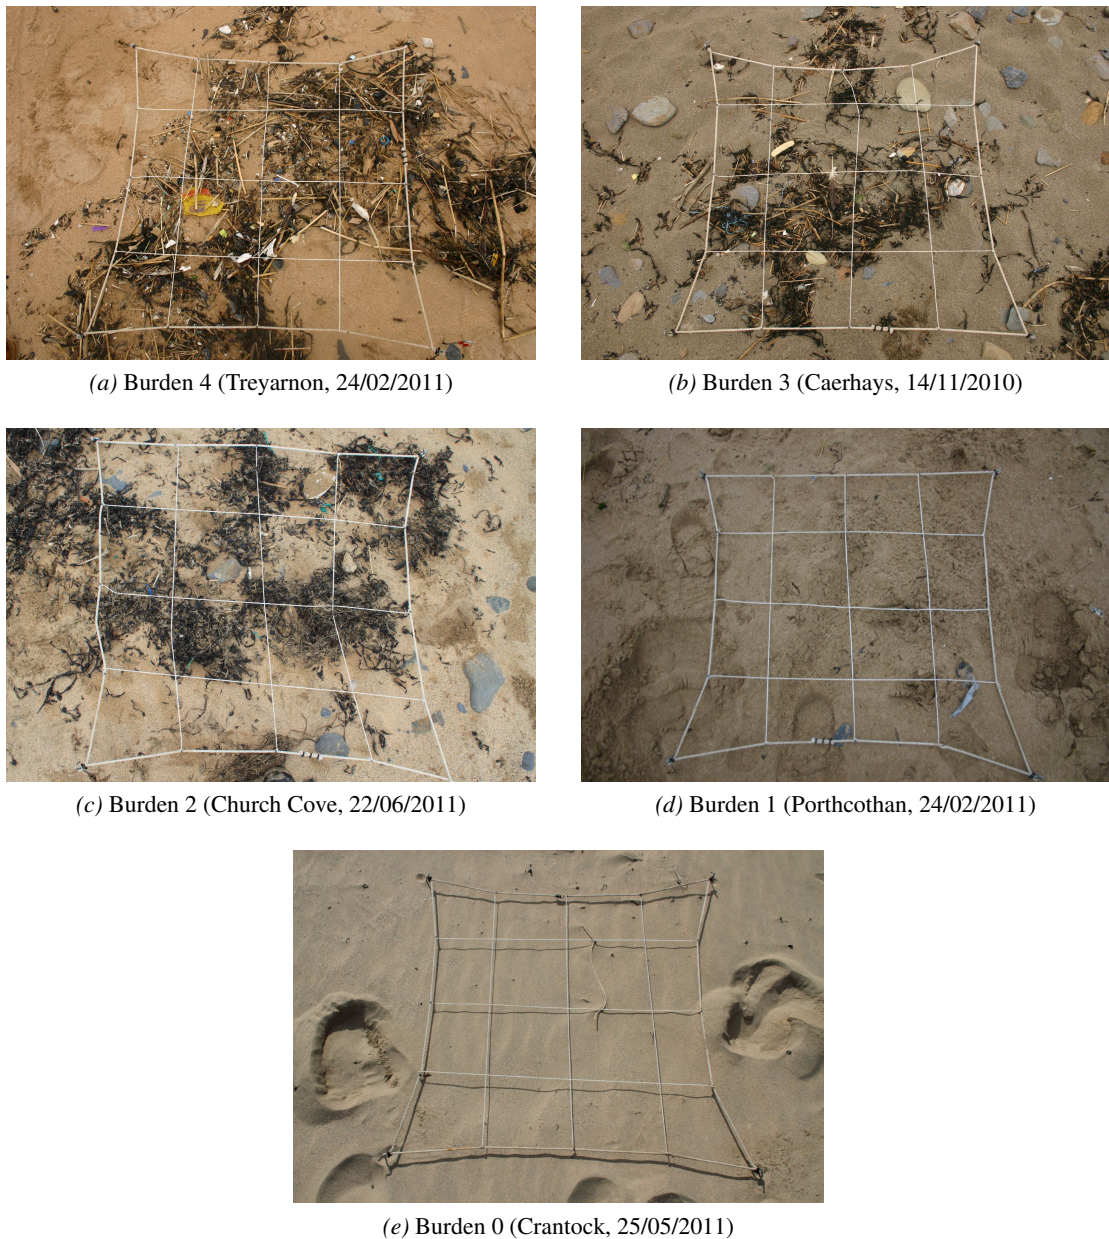 (a) Burden 4 (Treyarnon, 24/02/2011)
(b) Burden 3 (Caerhays, 14/11/2010)
(c) Burden 2 (Church Cove, 22/06/2011)
(d) Burden 1 (Porthcothan, 24/02/2011)
(e) Burden 0 (Crantock, 25/05/2011)